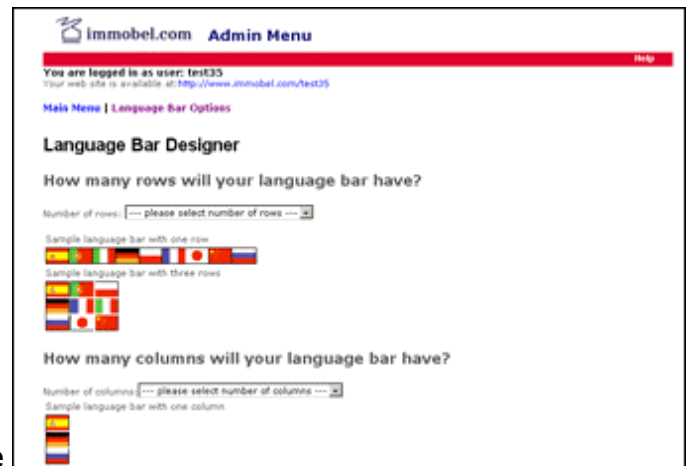 immobel.com Admin Menu
Help
You are logged in as user: test35
Your web site is available at: http://www.immobel.com/test35
Main Menu | Language Bar Options
Language Bar Designer
How many rows will your language bar have?
Number of rows: --- please select number of rows ---
Sample language bar with one row
Sample language bar with three rows
How many columns will your language bar have?
Number of columns: --- please select number of columns ---
Sample language bar with one column
e